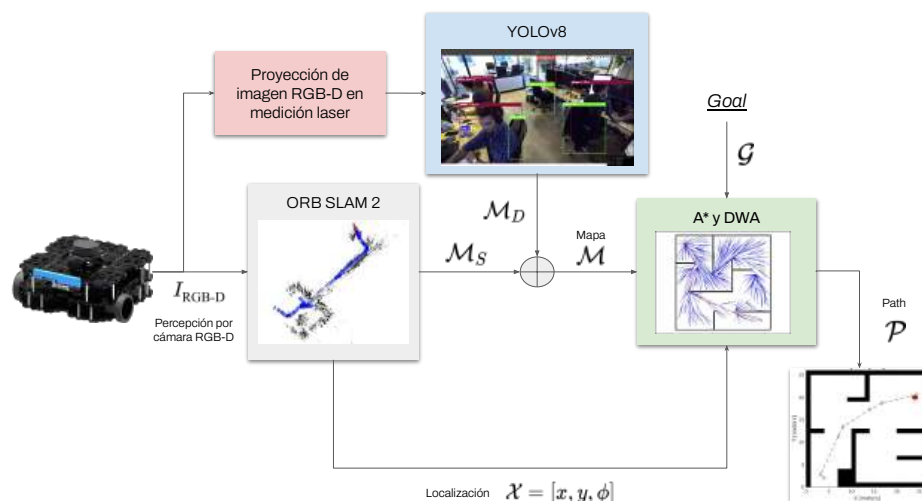 YOLOv8
Proyección de
imagen RGB-D en
medición laser
Goal
𝒢
ORB SLAM 2
ℳ_D
A* y DWA
ℳ_S
Mapa
ℳ
I_RGB-D
Percepción por
cámara RGB-D
Path
𝒫
Localización 𝒳 = [x, y, ϕ]